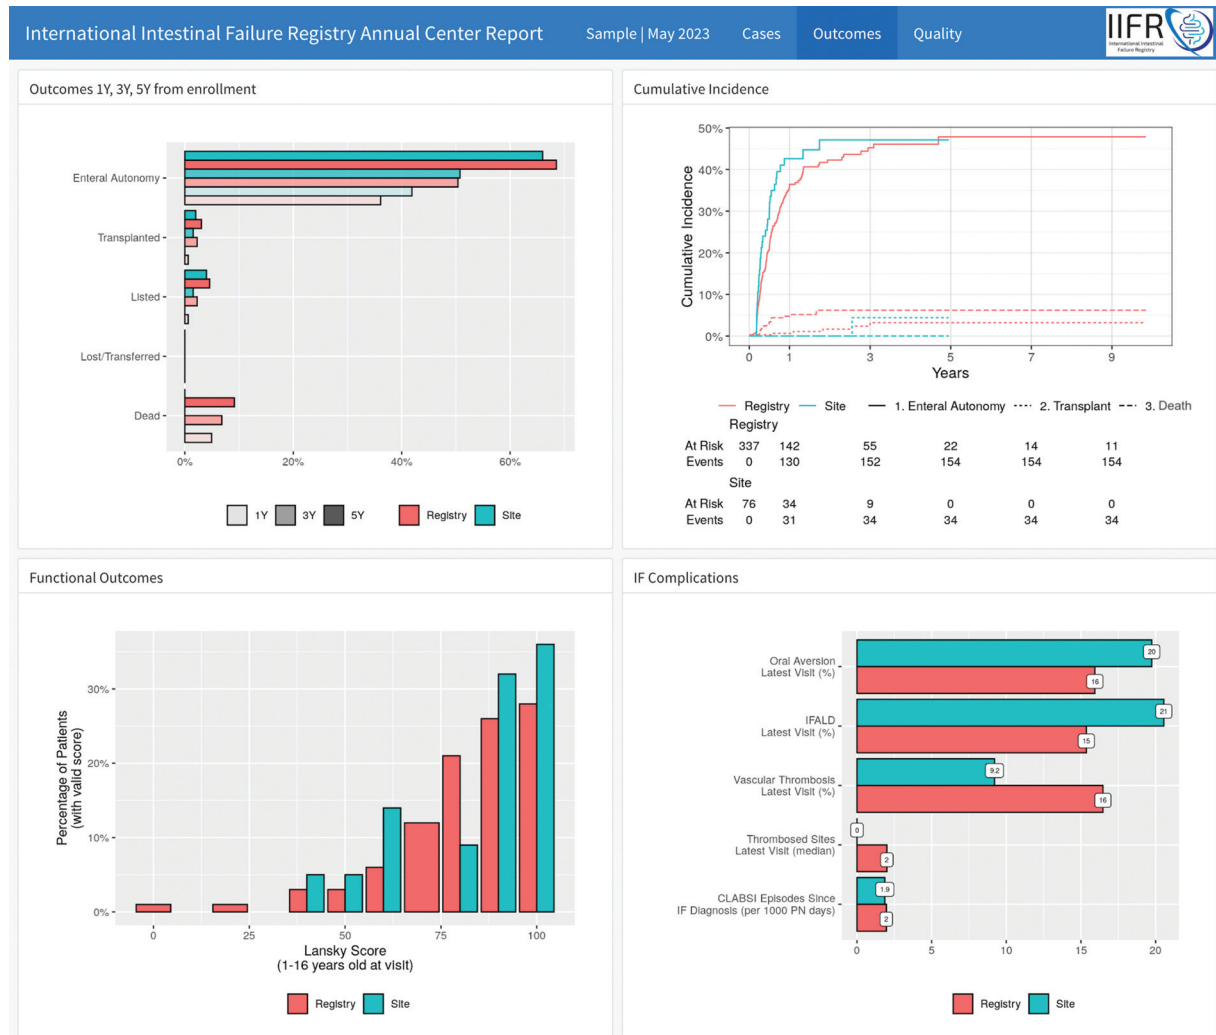 International Intestinal Failure Registry Annual Center Report
Sample | May 2023
Cases
Outcomes
Quality
IIFR
International Intestinal
Failure Registry
Outcomes 1Y, 3Y, 5Y from enrollment
Enteral Autonomy
Transplanted
Listed
Lost/Transferred
Dead
0% 20% 40% 60%
1Y 3Y 5Y Registry Site
Cumulative Incidence
50%
40%
30%
20%
10%
0%
Cumulative Incidence
0 1 3 5 7 9
Years
Registry Site 1. Enteral Autonomy 2. Transplant 3. Death
Registry
At Risk 337 142 55 22 14 11
Events 0 130 152 154 154 154
Site
At Risk 76 34 9 0 0 0
Events 0 31 34 34 34 34
Functional Outcomes
30%
20%
10%
0%
Percentage of Patients
(with valid score)
0 25 50 75 100
Lansky Score
(1-16 years old at visit)
Registry Site
IF Complications
Oral Aversion
Latest Visit (%)
20
16
IFALD
Latest Visit (%)
21
15
Vascular Thrombosis
Latest Visit (%)
9.2
16
Thrombosed Sites
Latest Visit (median)
0
2
CLABSI Episodes Since
IF Diagnosis (per 1000 PN days)
1.9
2
0 5 10 15 20
Registry Site